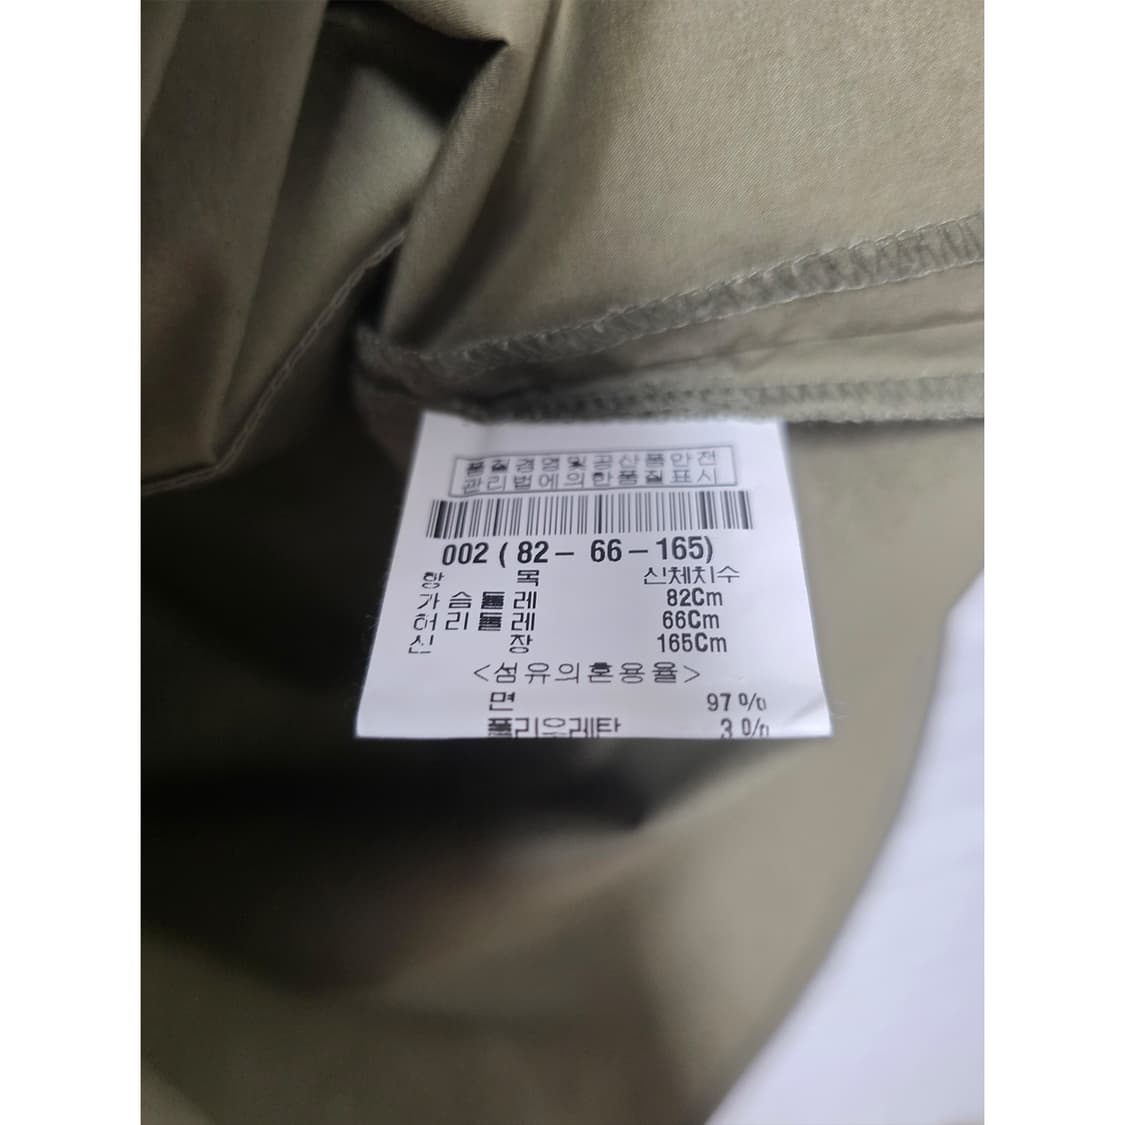 품질경영및공산품안전
관리법에의한품질표시
002 ( 82 - 66 - 165)
항 목 신체치수
가 슴 둘 레 82Cm
허 리 둘 레 66Cm
신 장 165Cm
<섬유의혼용율>
면 97%
폴리우레탄 3%